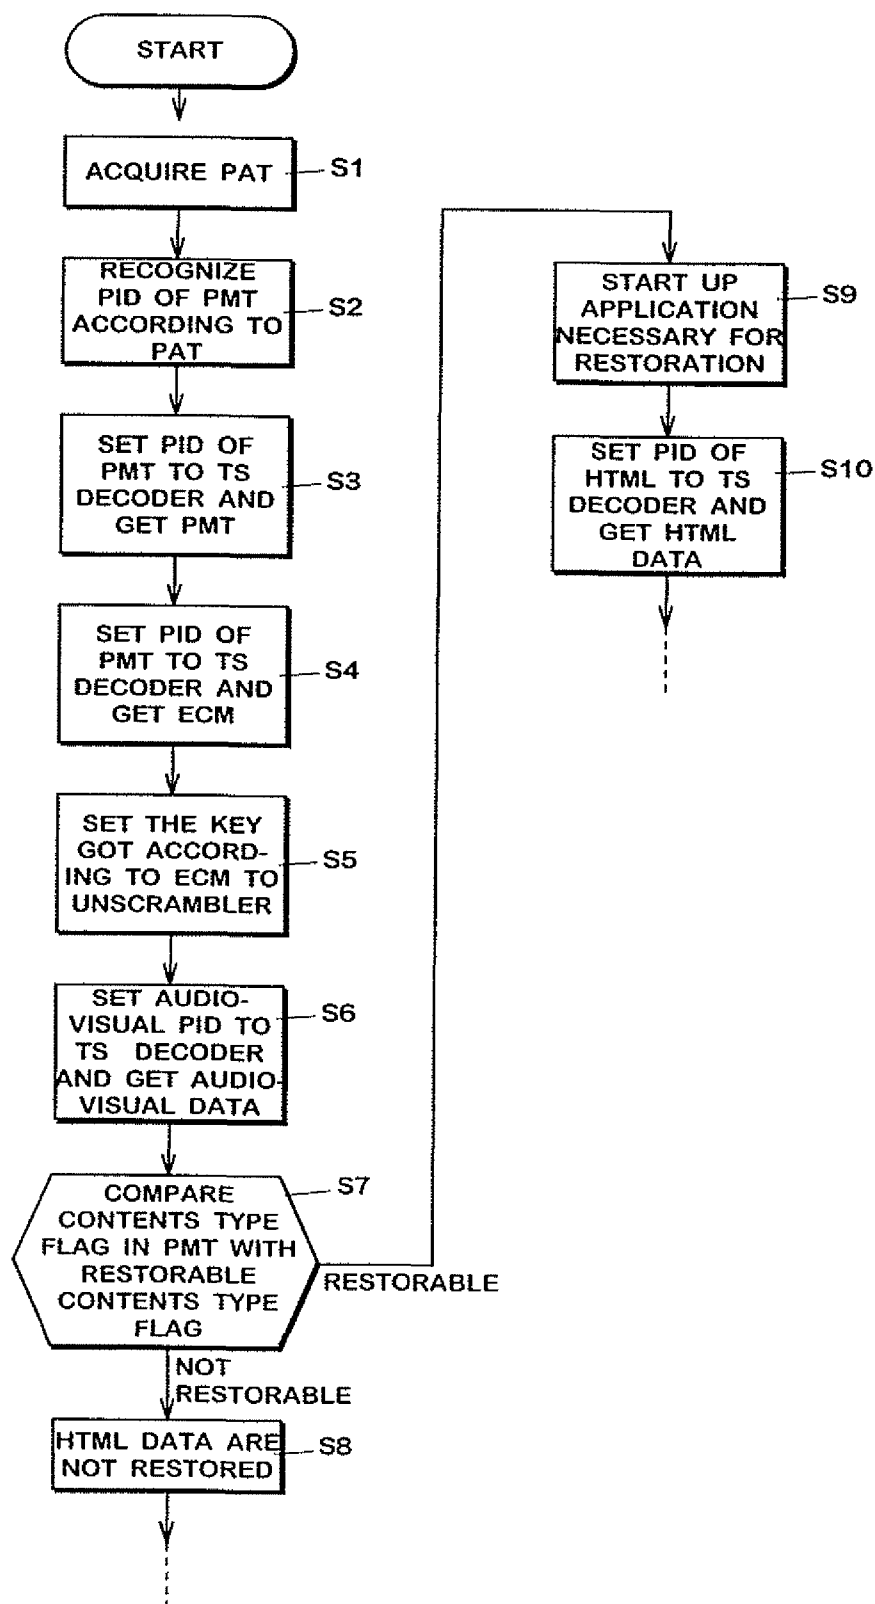 START
ACQUIRE PAT
S1
RECOGNIZE
PID OF PMT
ACCORDING TO
PAT
S2
SET PID OF
PMT TO TS
DECODER AND
GET PMT
S3
SET PID OF
PMT TO TS
DECODER AND
GET ECM
S4
SET THE KEY
GOT ACCORD-
ING TO ECM TO
UNSCRAMBLER
S5
SET AUDIO-
VISUAL PID TO
TS DECODER
AND GET AUDIO-
VISUAL DATA
S6
COMPARE
CONTENTS TYPE
FLAG IN PMT WITH
RESTORABLE
CONTENTS TYPE
FLAG
S7
RESTORABLE
NOT
RESTORABLE
HTML DATA ARE
NOT RESTORED
S8
START UP
APPLICATION
NECESSARY FOR
RESTORATION
S9
SET PID OF
HTML TO TS
DECODER AND
GET HTML
DATA
S10